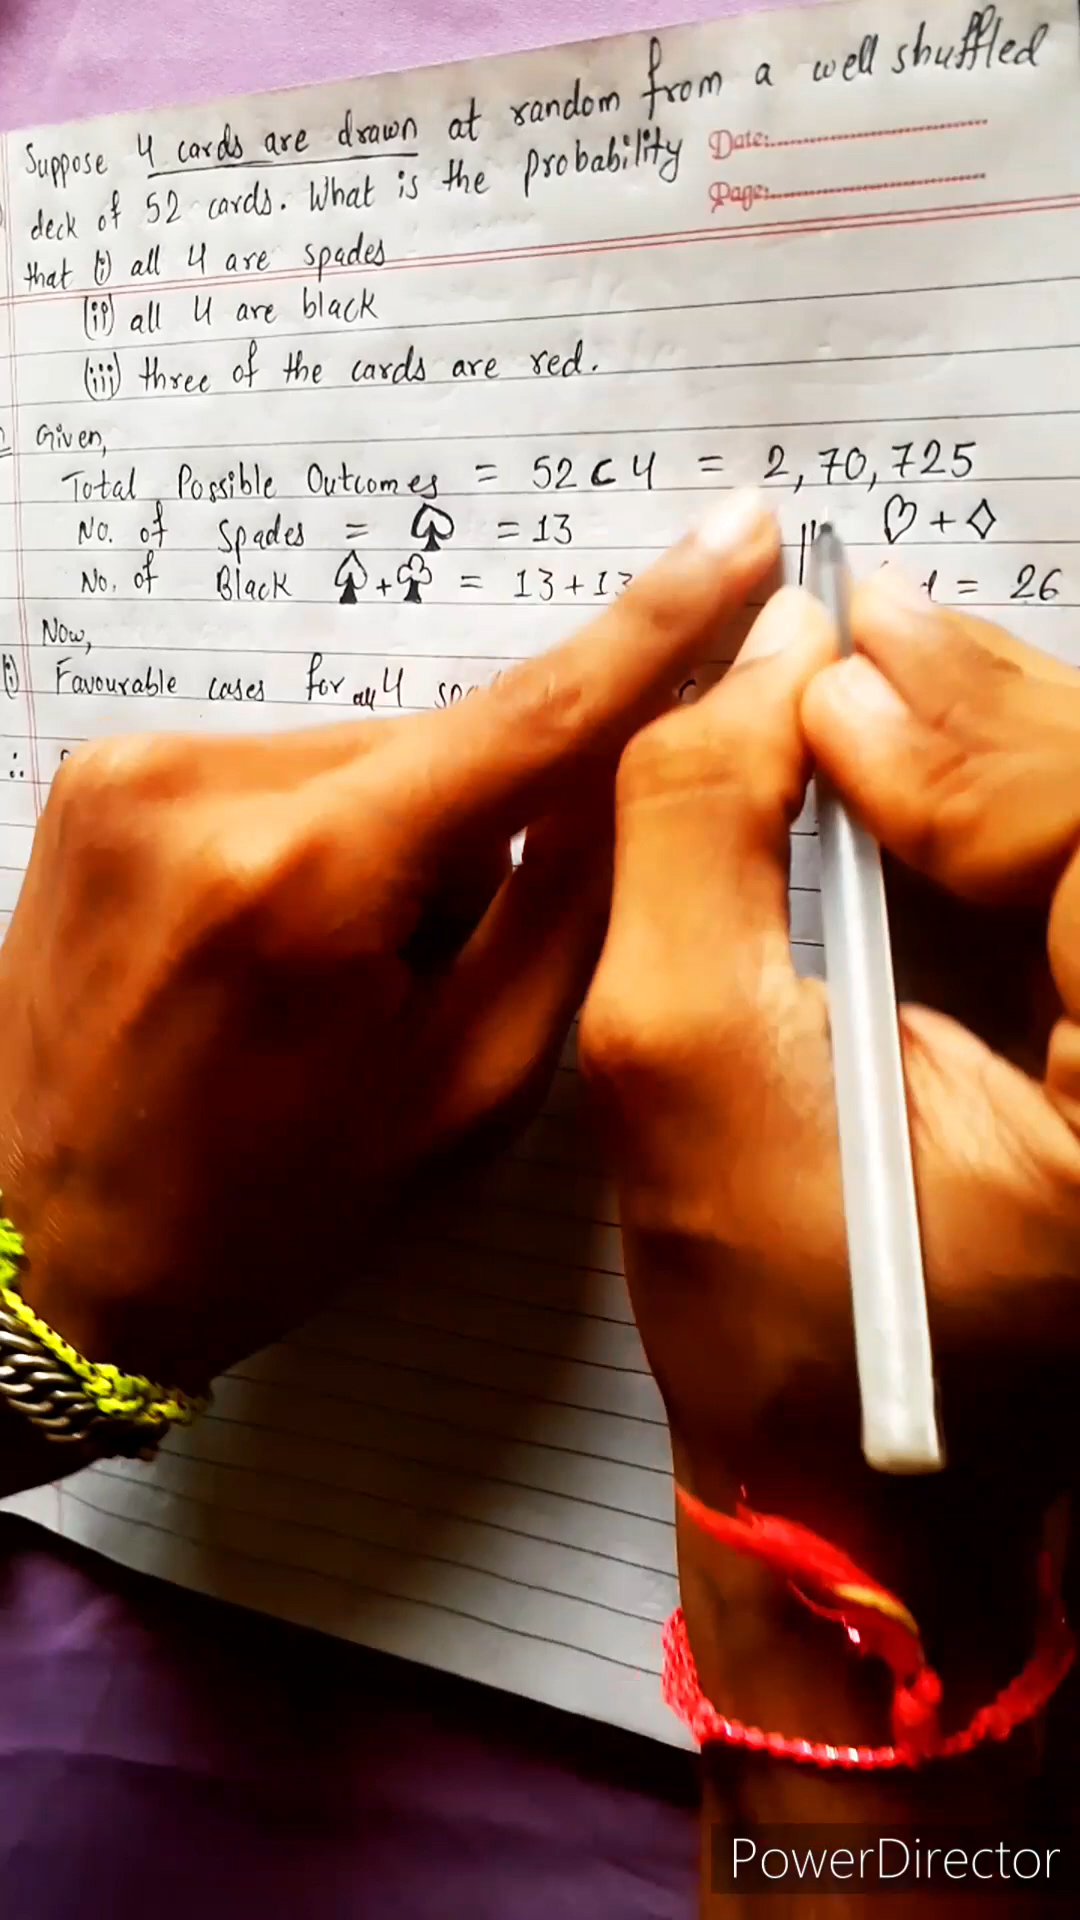 Suppose 4 cards are drawn at random from a well shuffled
deck of 52 cards. What is the probability
Date:
Page:
that (i) all 4 are spades
(ii) all 4 are black
(iii) three of the cards are red.
Given,
Total Possible Outcomes = 52C4 = 2,70,725
No. of Spades = ♠ = 13
♡ + ♢
No. of Black ♠ + ♣ = 13 + 13
= 26
Now,
(i) Favourable cases for all 4
∴
PowerDirector